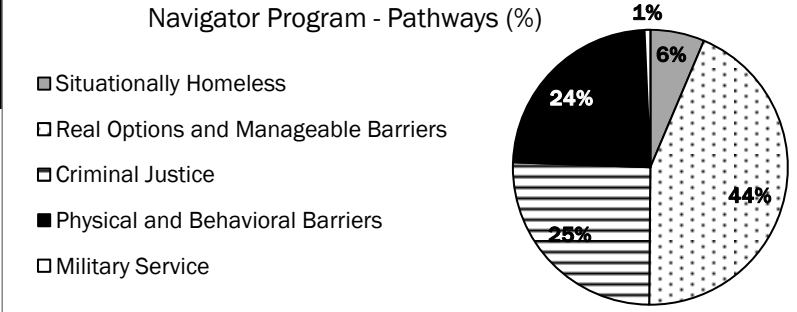 Navigator Program - Pathways (%)
1%
6%
Situationally Homeless
24%
Real Options and Manageable Barriers
Criminal Justice
44%
Physical and Behavioral Barriers
25%
Military Service